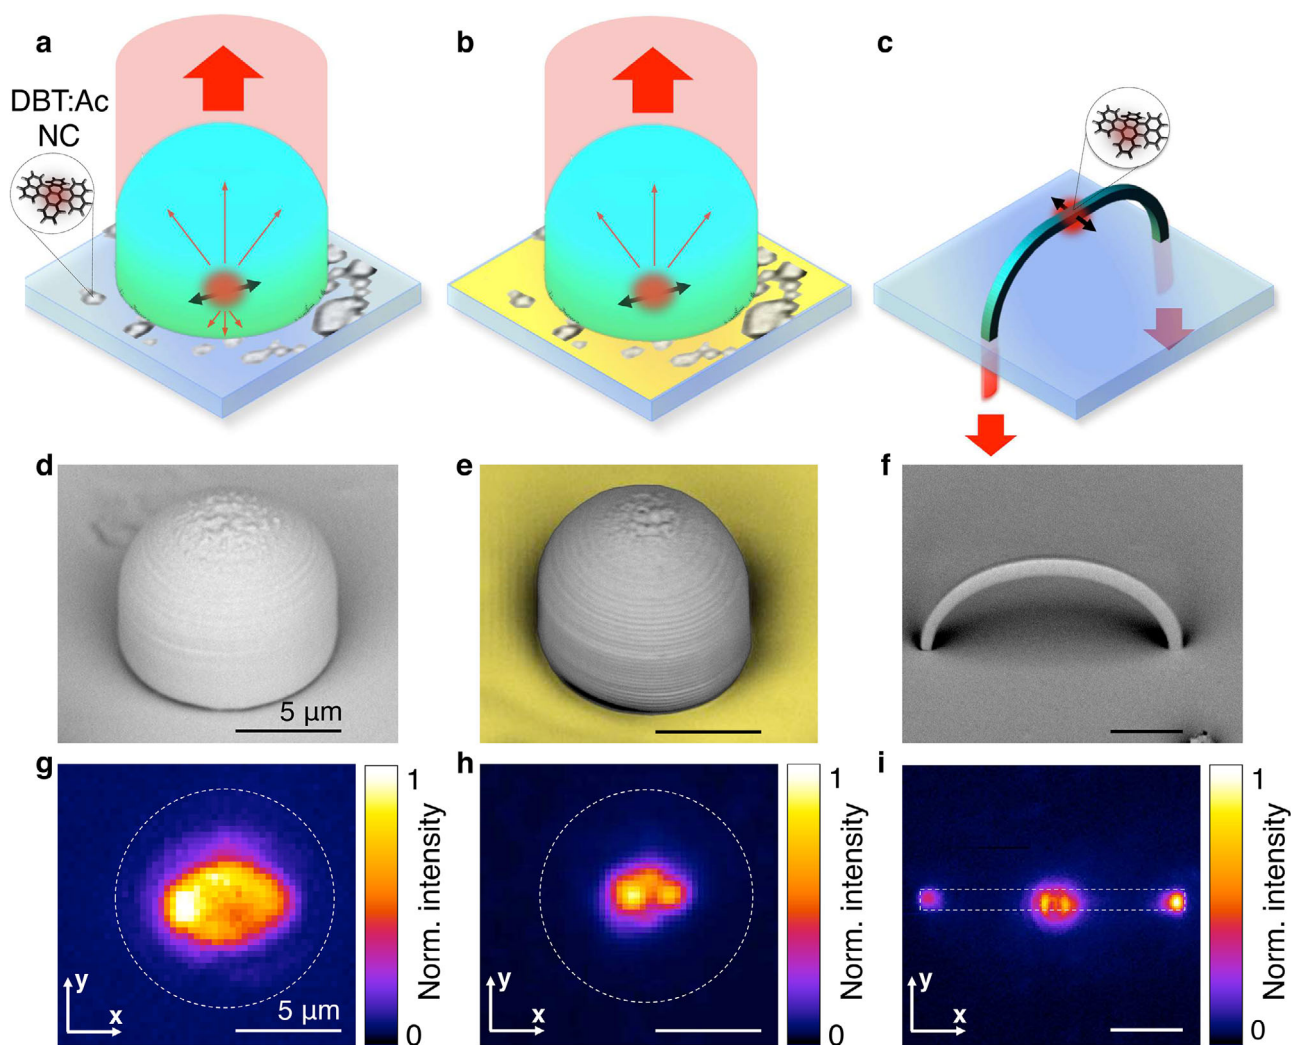 a
b
c
DBT:Ac
NC
d
e
f
5 µm
g
h
i
1
1
1
Norm. intensity
Norm. intensity
Norm. intensity
y
x
5 µm
0
y
x
0
y
x
0